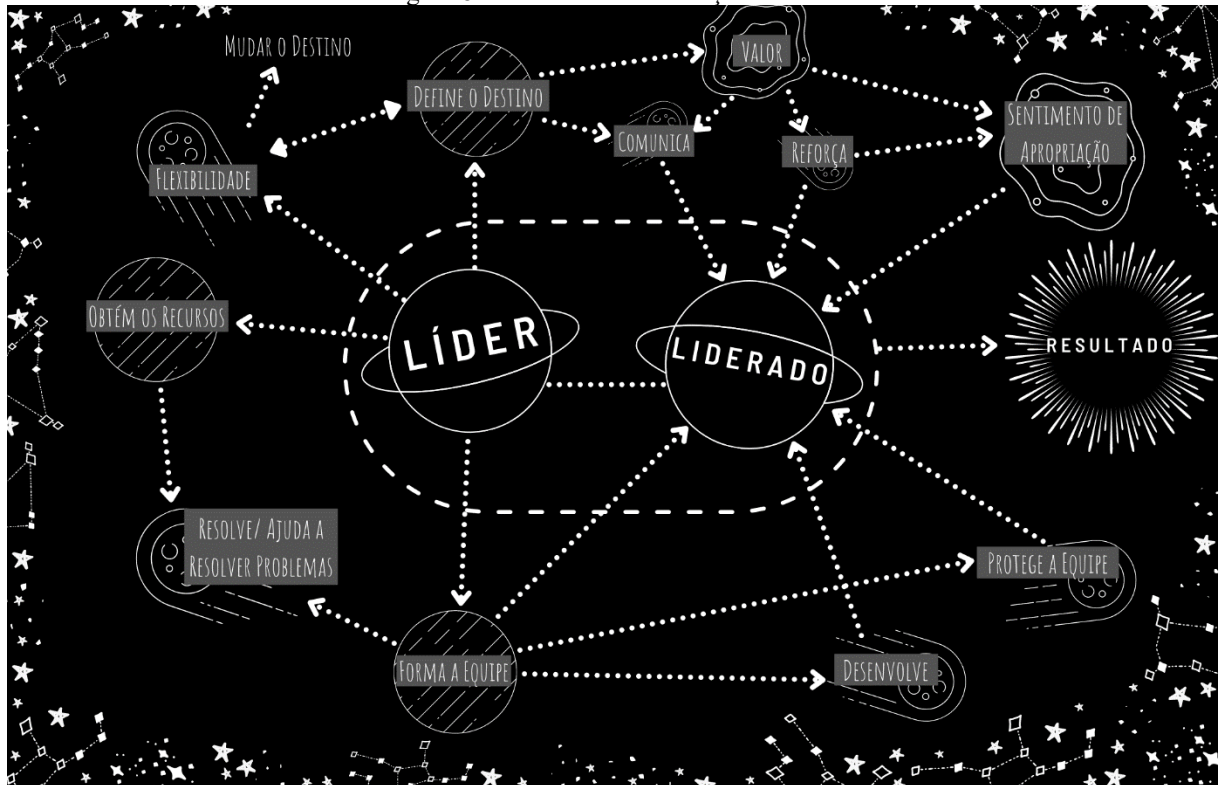 MUDAR O DESTINO
DEFINE O DESTINO
VALOR
COMUNICA
REFORÇA
SENTIMENTO DE
APROPRIAÇÃO
FLEXIBILIDADE
OBTÉM OS RECURSOS
LÍDER
LIDERADO
RESULTADO
RESOLVE/ AJUDA A
RESOLVER PROBLEMAS
PROTEGE A EQUIPE
FORMA A EQUIPE
DESENVOLVE